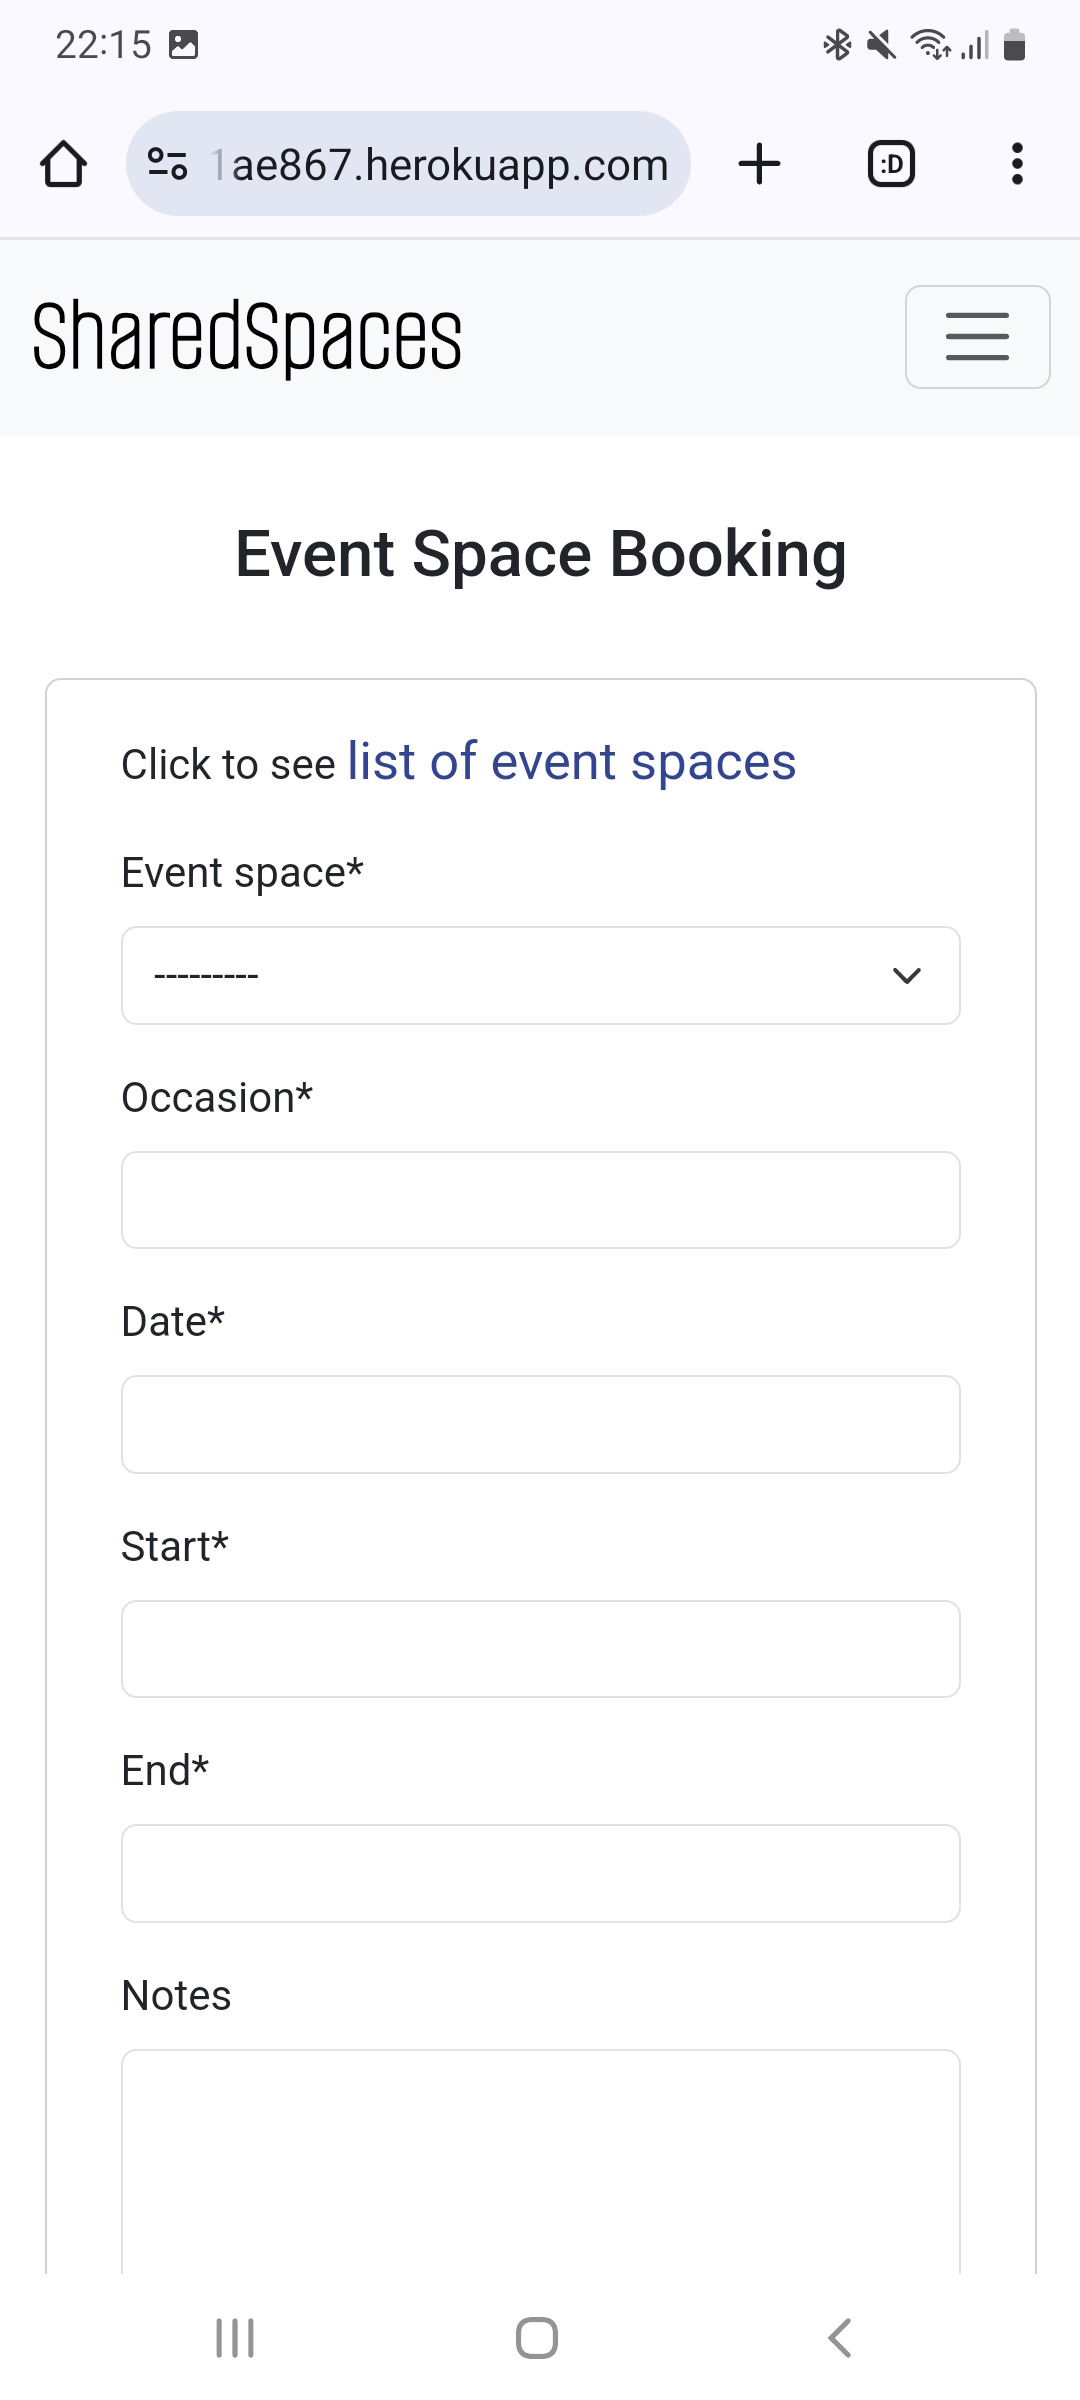 22:15
1ae867.herokuapp.com
:D
SharedSpaces
Event Space Booking
Click to see list of event spaces
Event space*
---------
Occasion*
Date*
Start*
End*
Notes